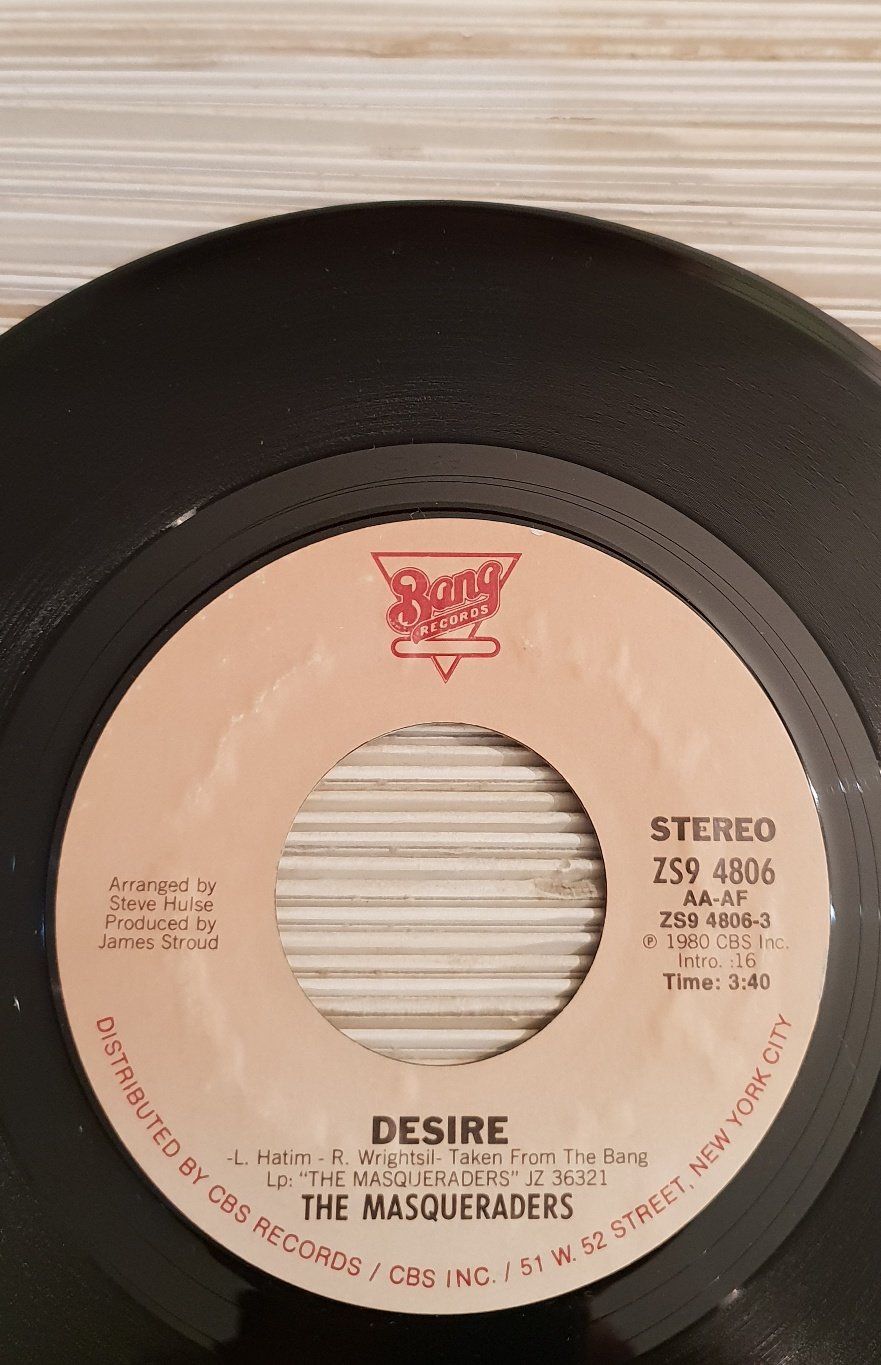 Bang
RECORDS
STEREO
ZS9 4806
AA-AF
ZS9 4806-3
℗ 1980 CBS Inc.
Intro. :16
Time: 3:40
Arranged by
Steve Hulse
Produced by
James Stroud
DESIRE
-L. Hatim - R. Wrightsil- Taken From The Bang
Lp: "THE MASQUERADERS" JZ 36321
THE MASQUERADERS
DISTRIBUTED BY CBS RECORDS / CBS INC. / 51 W. 52 STREET, NEW YORK CITY